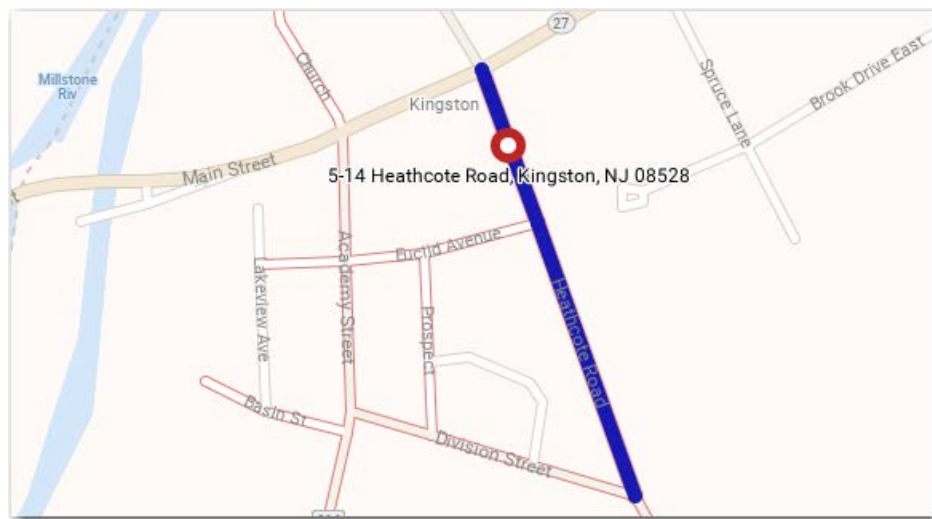 27
Church
Spruce Lane
Brook Drive East
Millstone
Riv
Kingston
Main Street
5-14 Heathcote Road, Kingston, NJ 08528
Euclid Avenue
Academy Street
Lakeview Ave
Prospect
Heathcote Road
Basin St
Division Street